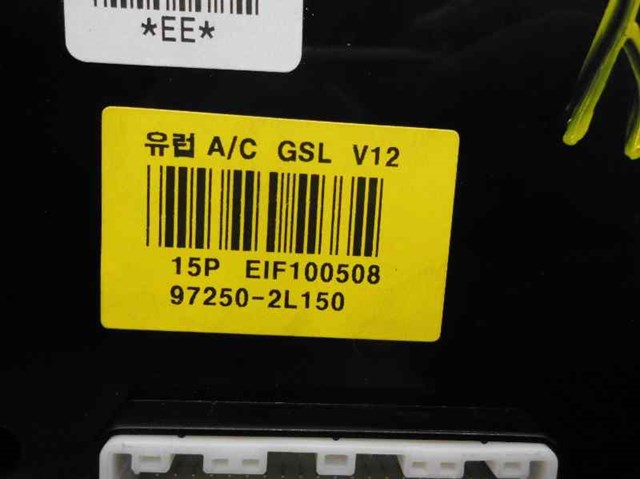 *EE*
유럽 A/C GSL V12
15P EIF100508
97250-2L150